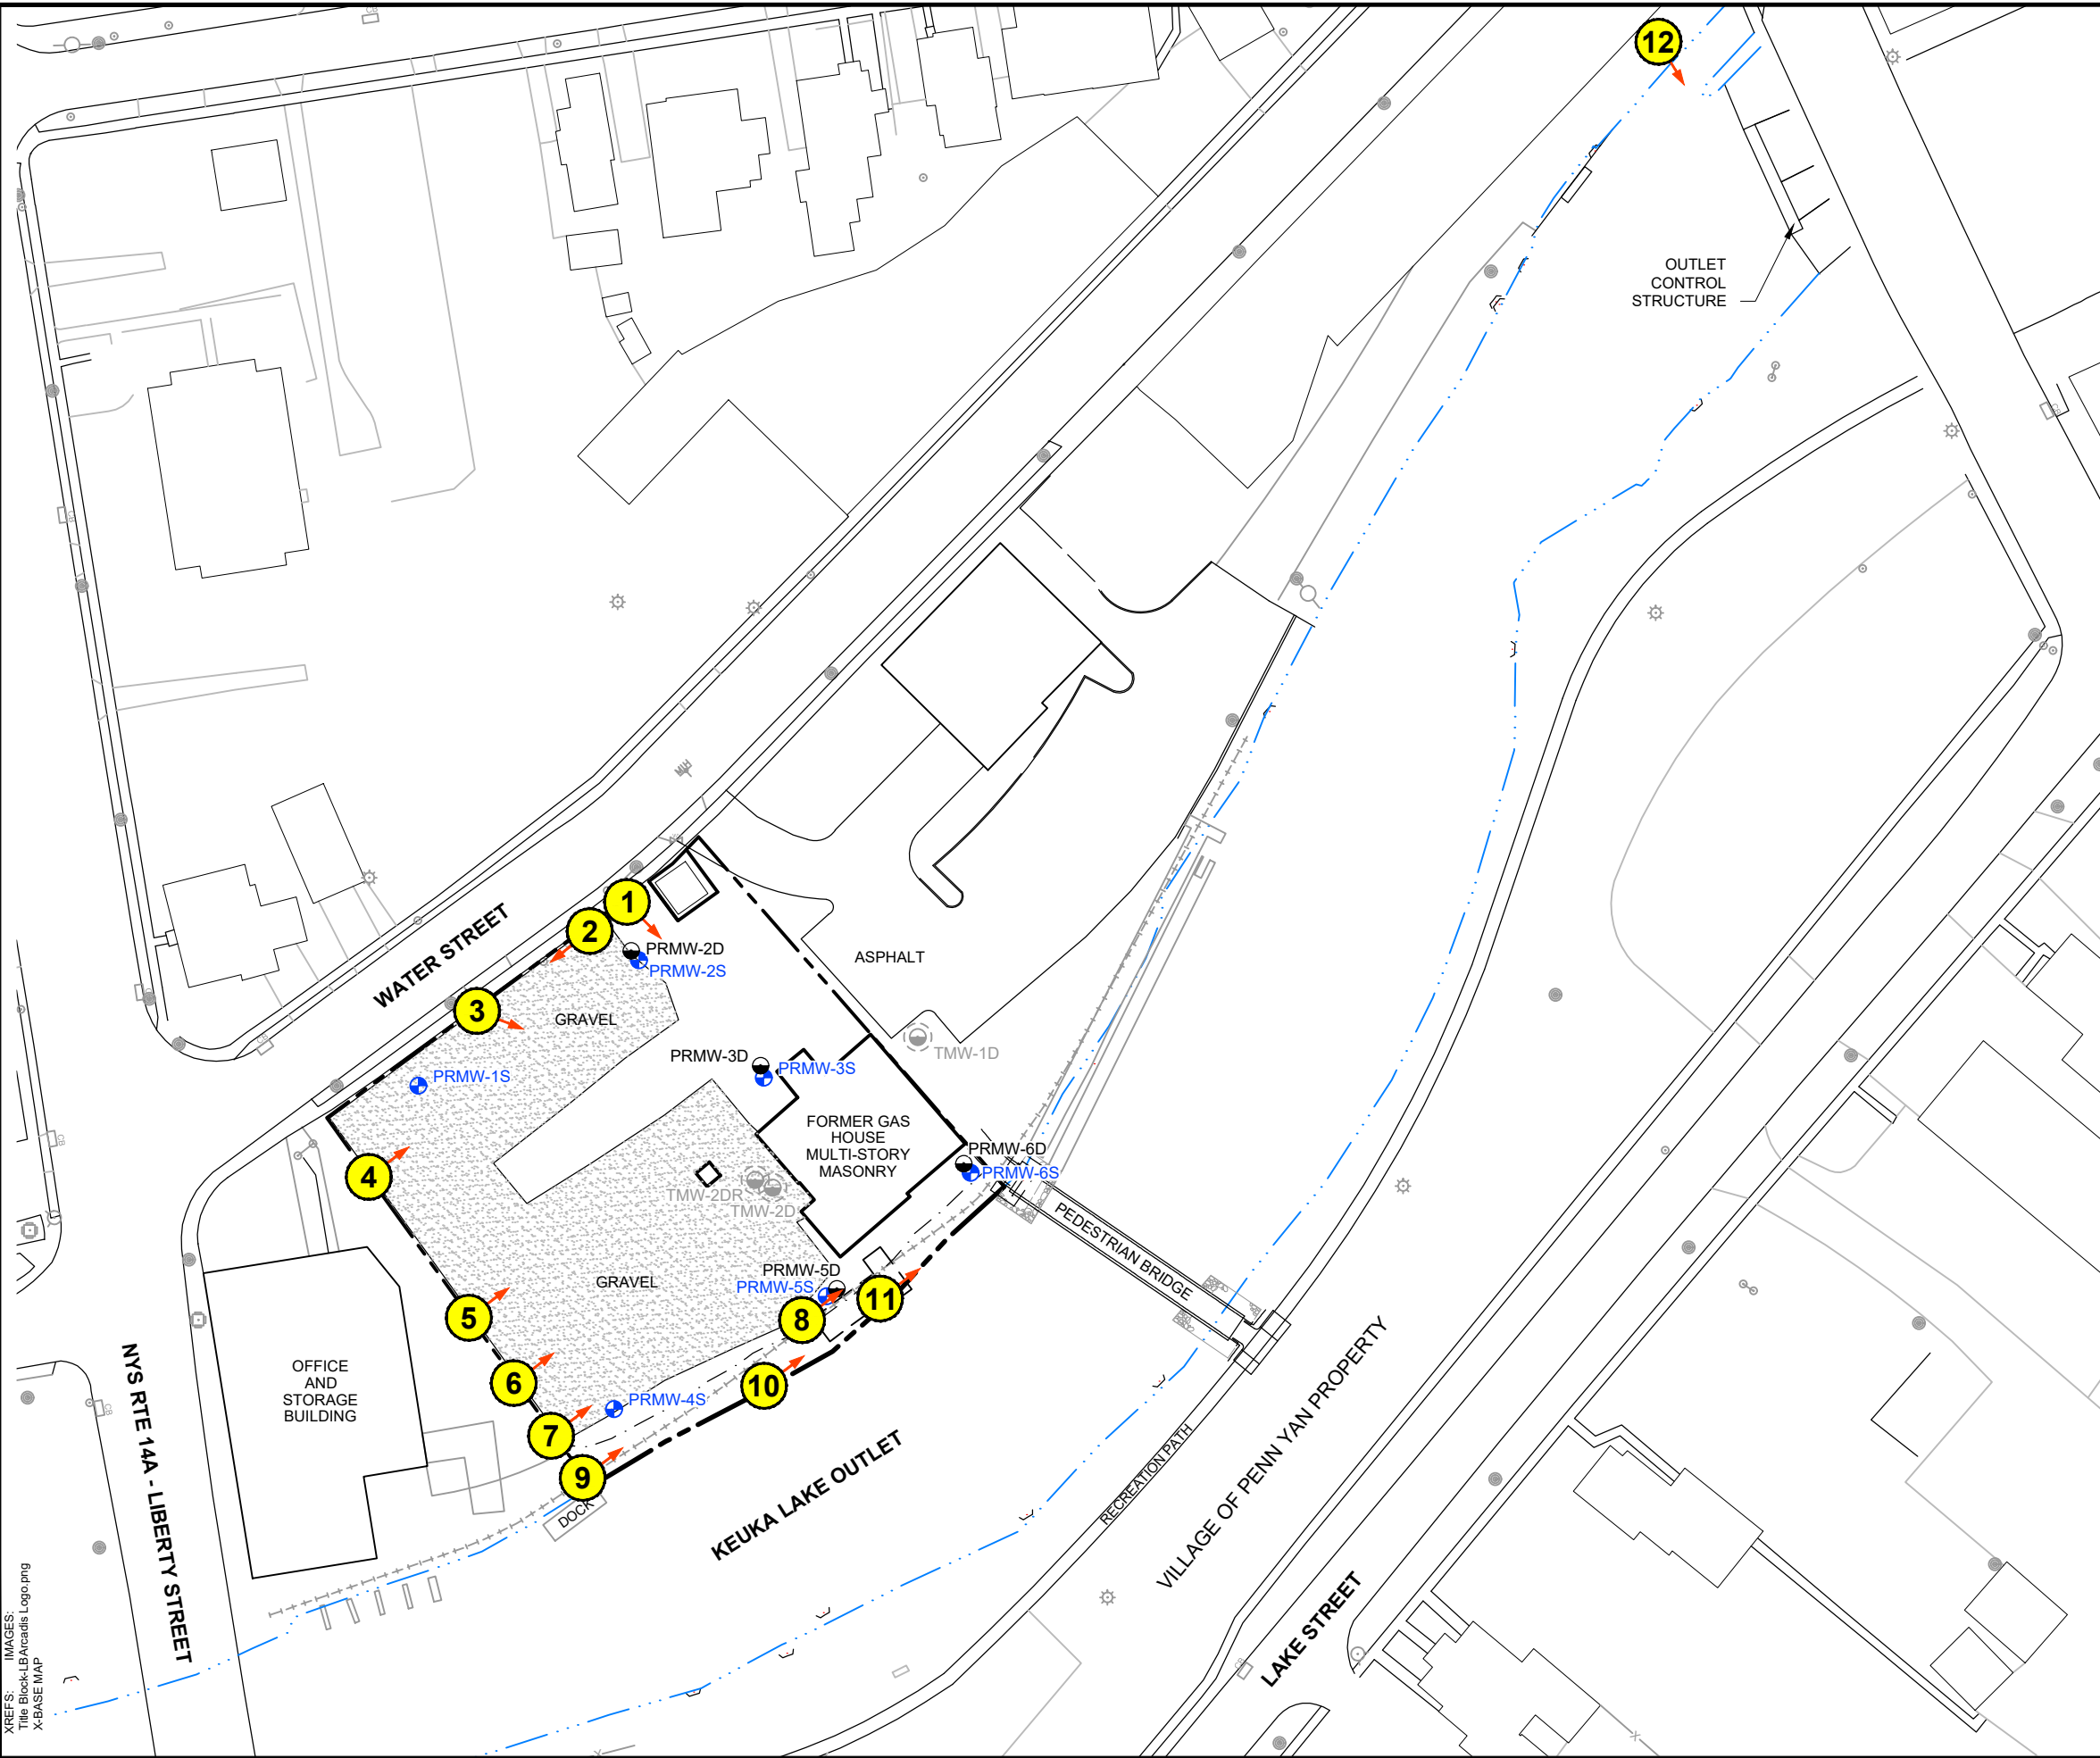 12
OUTLET
CONTROL
STRUCTURE
1
2
WATER STREET
PRMW-2D
PRMW-2S
ASPHALT
3
GRAVEL
TMW-1D
PRMW-3D
PRMW-3S
PRMW-1S
FORMER GAS
HOUSE
MULTI-STORY
MASONRY
PRMW-6D
PRMW-6S
4
TMW-2DR
TMW-2D
PEDESTRIAN BRIDGE
PRMW-5D
PRMW-5S
GRAVEL
11
5
8
OFFICE
AND
STORAGE
BUILDING
6
10
PRMW-4S
7
9
DOCK
NYS RTE 14A - LIBERTY STREET
KEUKA LAKE OUTLET
RECREATION PATH
VILLAGE OF PENN YAN PROPERTY
LAKE STREET
XREFS: IMAGES:
Title Block-LBArcadis Logo.png
X-BASE MAP